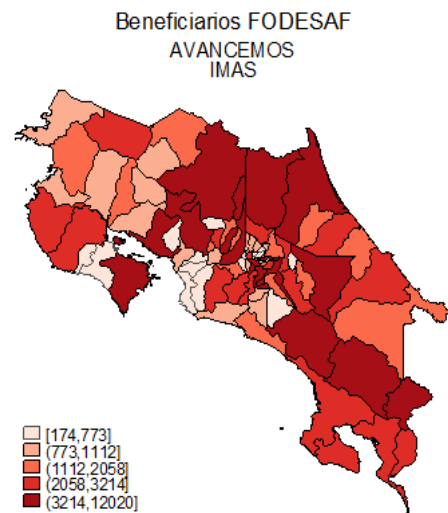 Beneficiarios FODESAF
AVANCEMOS
IMAS
[174,773]
(773,1112]
(1112,2058]
(2058,3214]
(3214,12020]